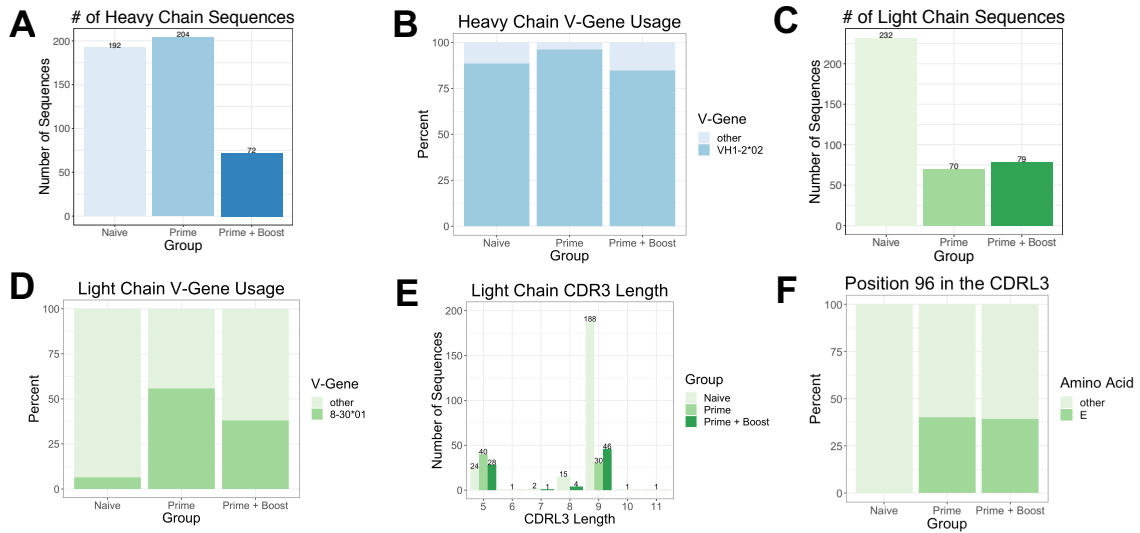 A
# of Heavy Chain Sequences
Number of Sequences
200
150
100
50
0
192
204
72
Naive
Prime
Prime + Boost
Group
B
Heavy Chain V-Gene Usage
Percent
100
75
50
25
0
Naive
Prime
Prime + Boost
Group
V-Gene
other
VH1-2*02
C
# of Light Chain Sequences
Number of Sequences
200
150
100
50
0
232
70
79
Naive
Prime
Prime + Boost
Group
D
Light Chain V-Gene Usage
Percent
100
75
50
25
0
Naive
Prime
Prime + Boost
Group
V-Gene
other
8-30*01
E
Light Chain CDR3 Length
Number of Sequences
200
150
100
50
0
24
40
28
1
2
1
15
4
188
30
46
1
1
5
6
7
8
9
10
11
CDRL3 Length
Group
Naive
Prime
Prime + Boost
F
Position 96 in the CDRL3
Percent
100
75
50
25
0
Naive
Prime
Prime + Boost
Group
Amino Acid
other
E